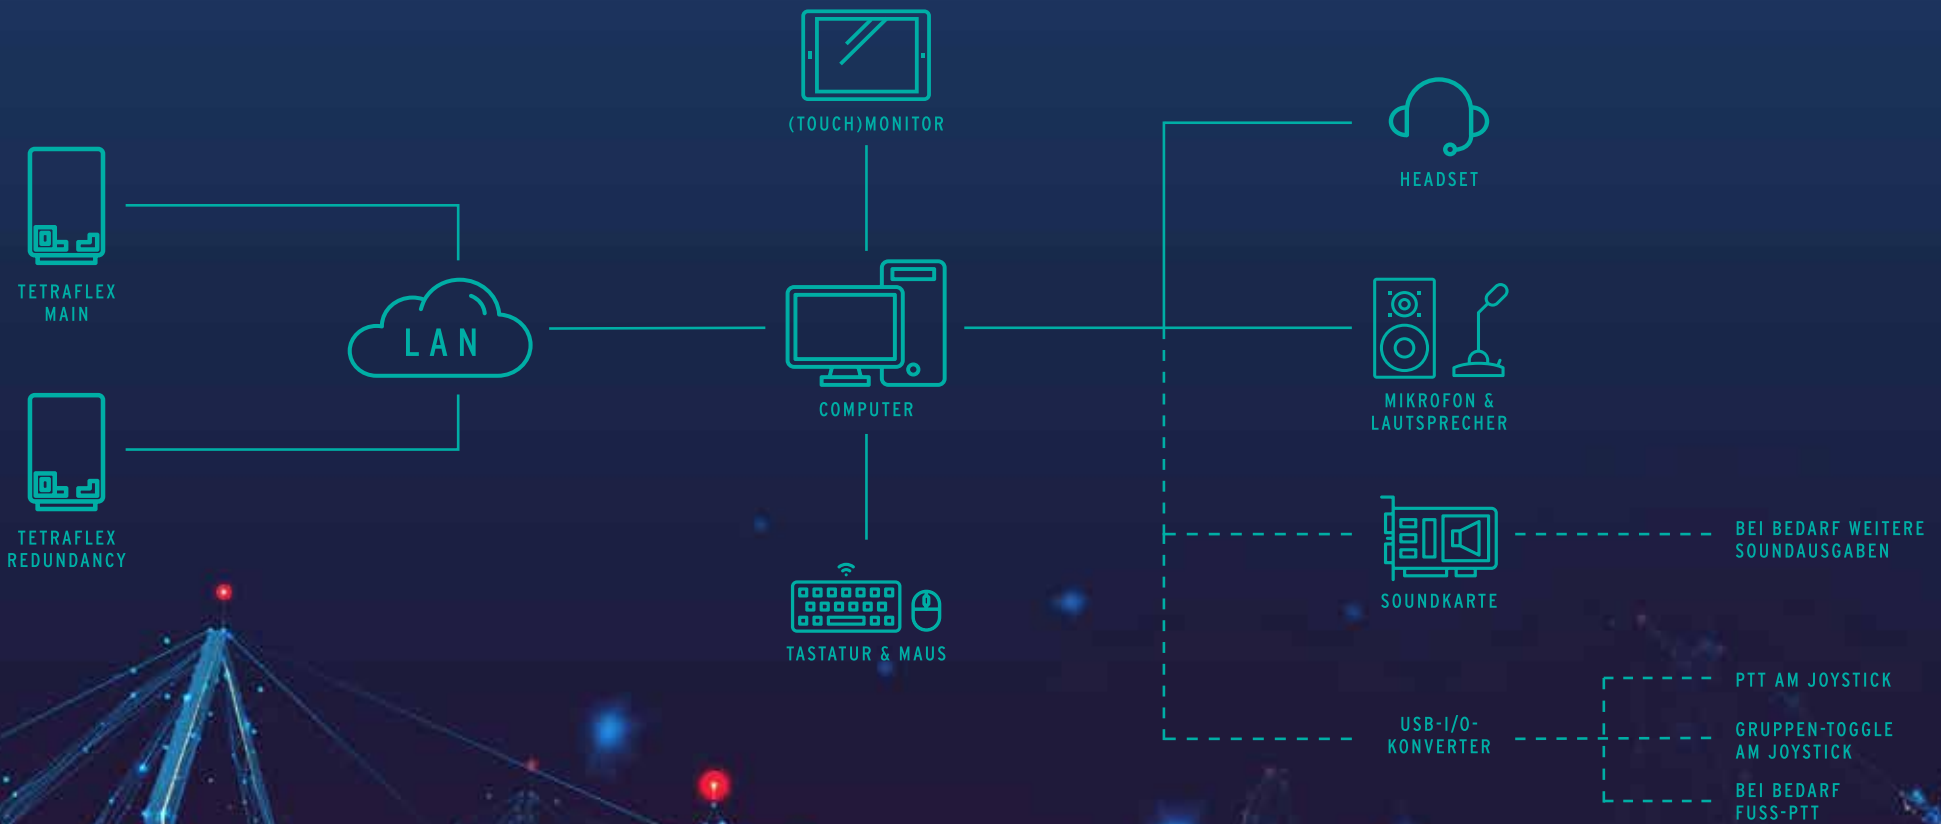 (TOUCH)MONITOR
HEADSET
TETRAFLEX
MAIN
LAN
COMPUTER
MIKROFON &
LAUTSPRECHER
TETRAFLEX
REDUNDANCY
BEI BEDARF WEITERE
SOUNDAUSGABEN
SOUNDKARTE
TASTATUR & MAUS
PTT AM JOYSTICK
USB-I/O-
KONVERTER
GRUPPEN-TOGGLE
AM JOYSTICK
BEI BEDARF
FUSS-PTT